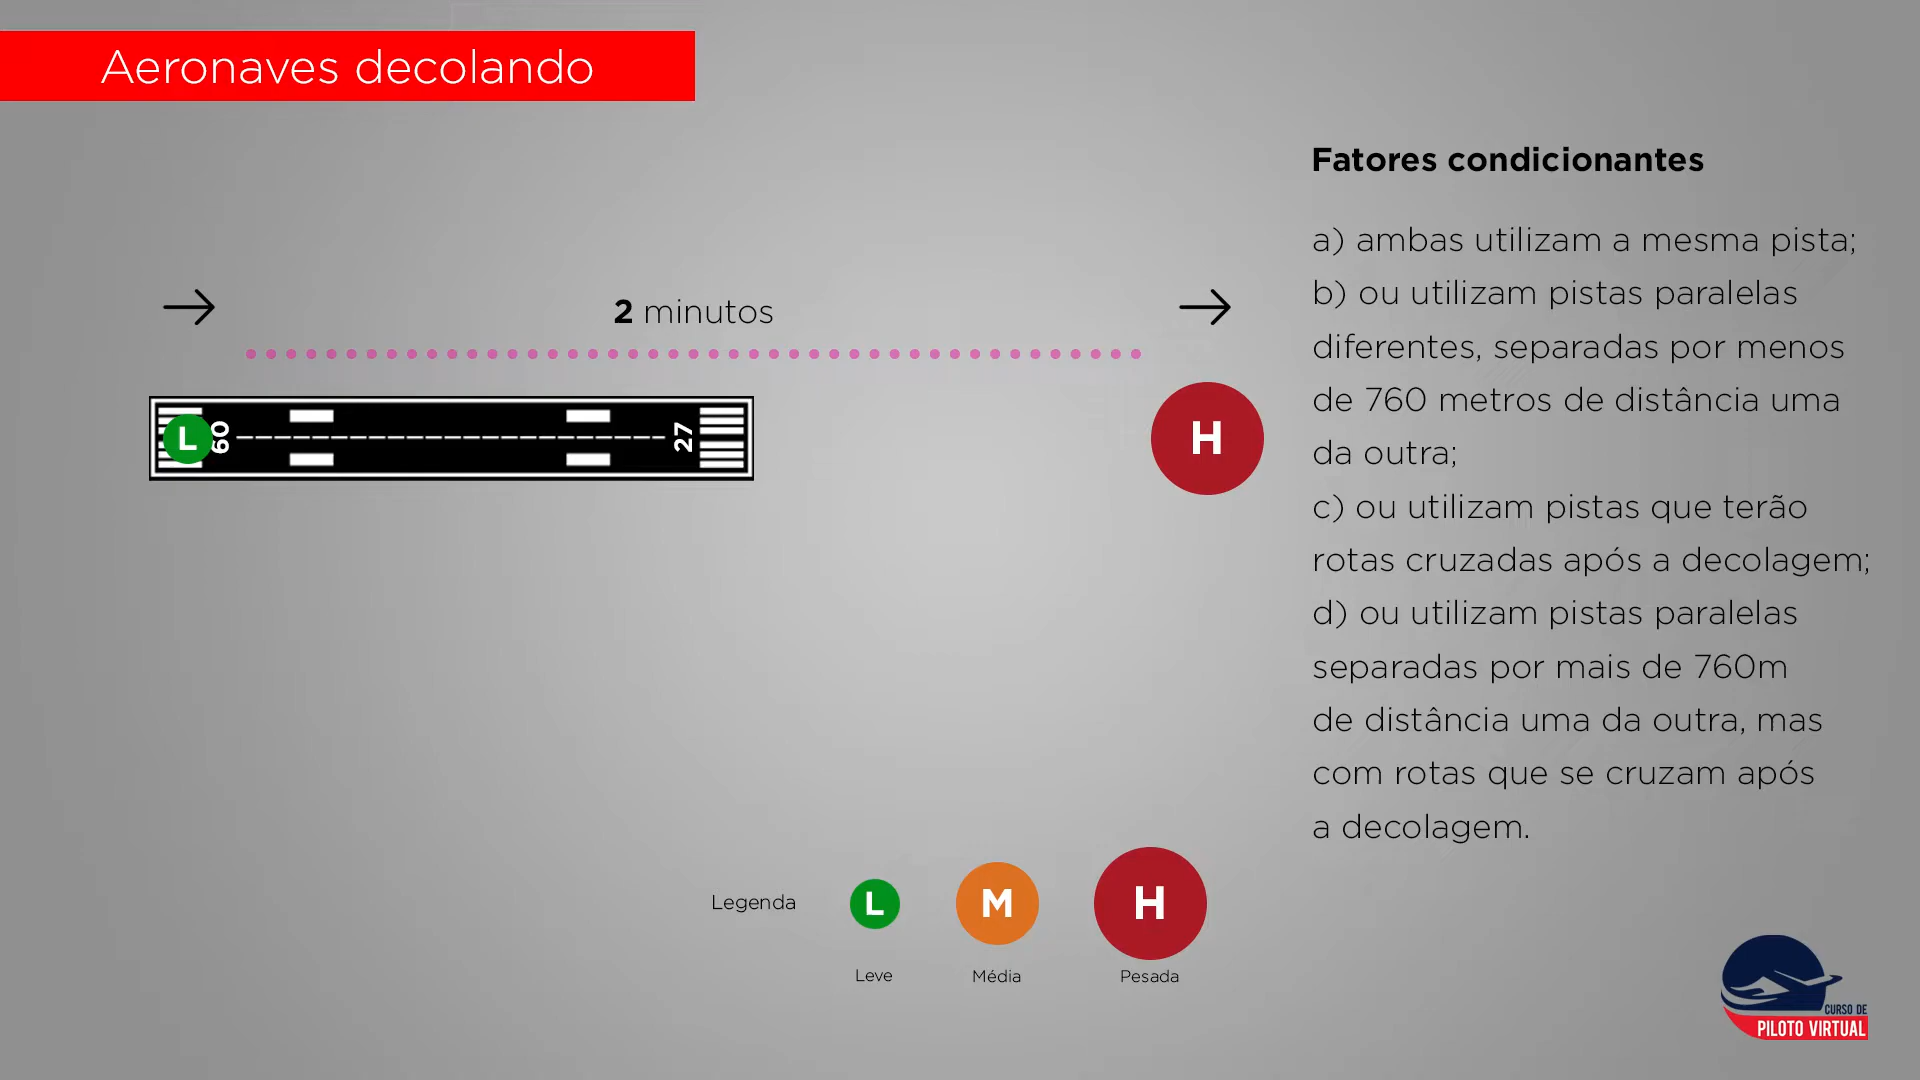 Aeronaves decolando
Fatores condicionantes
a) ambas utilizam a mesma pista;
b) ou utilizam pistas paralelas
diferentes, separadas por menos
de 760 metros de distância uma
da outra;
c) ou utilizam pistas que terão
rotas cruzadas após a decolagem;
d) ou utilizam pistas paralelas
separadas por mais de 760m
de distância uma da outra, mas
com rotas que se cruzam após
a decolagem.
2 minutos
L
60
27
H
Legenda
L
M
H
Leve
Média
Pesada
CURSO DE
PILOTO VIRTUAL